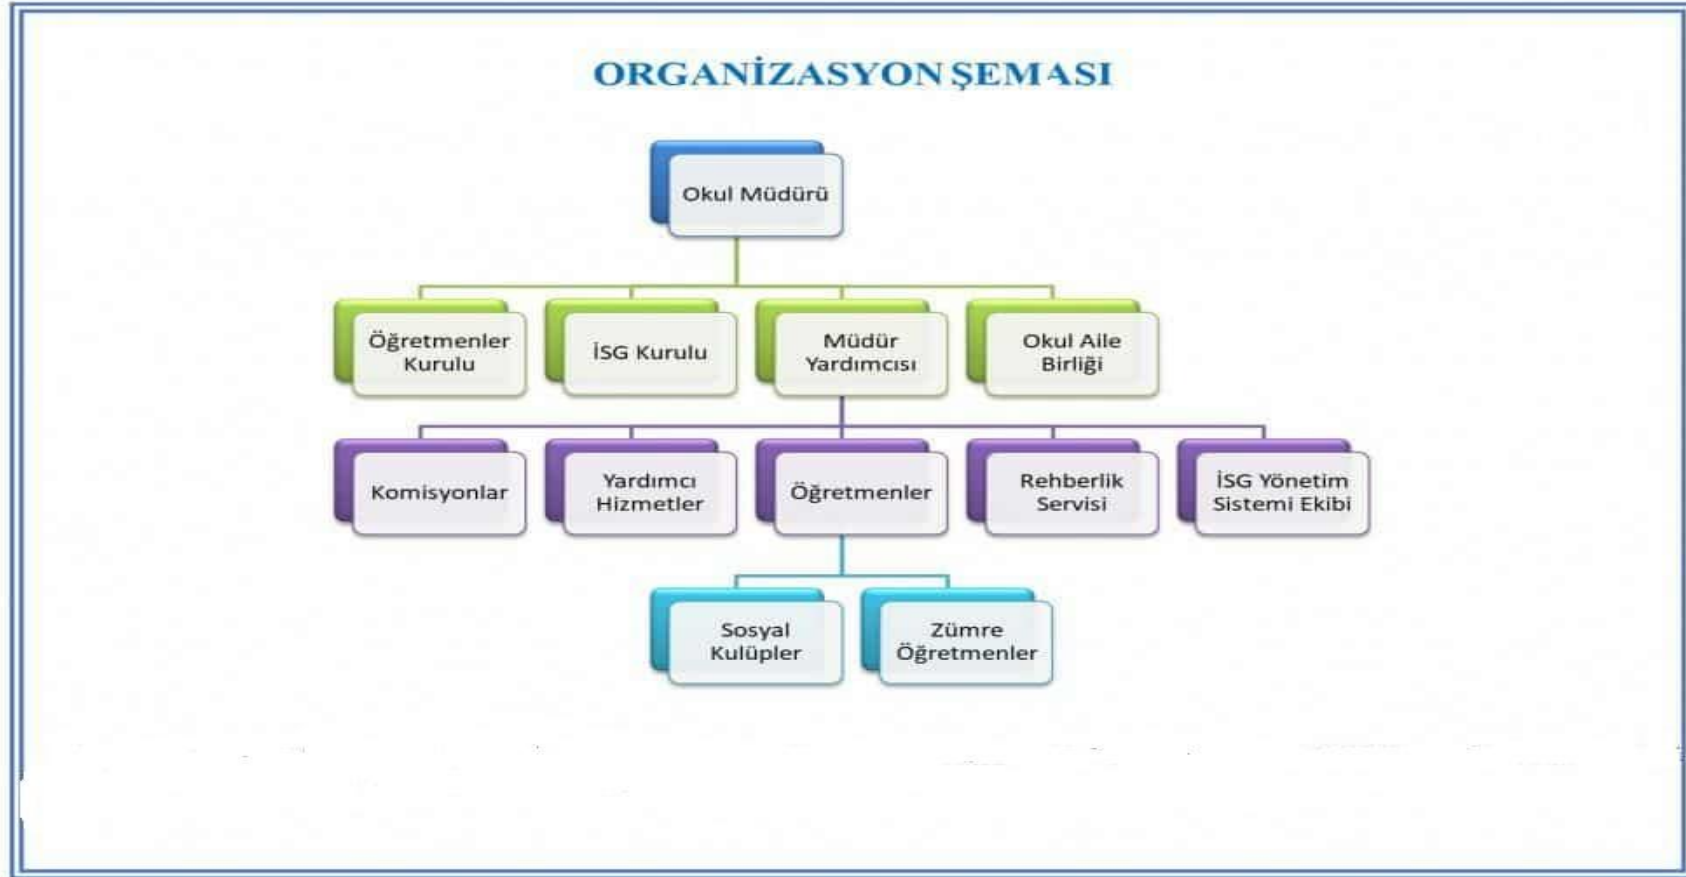 ORGANİZASYON ŞEMASI
Okul Müdürü
Öğretmenler
Kurulu
İSG Kurulu
Müdür
Yardımcısı
Okul Aile
Birliği
Komisyonlar
Yardımcı
Hizmetler
Öğretmenler
Rehberlik
Servisi
İSG Yönetim
Sistemi Ekibi
Sosyal
Kulüpler
Zümre
Öğretmenler